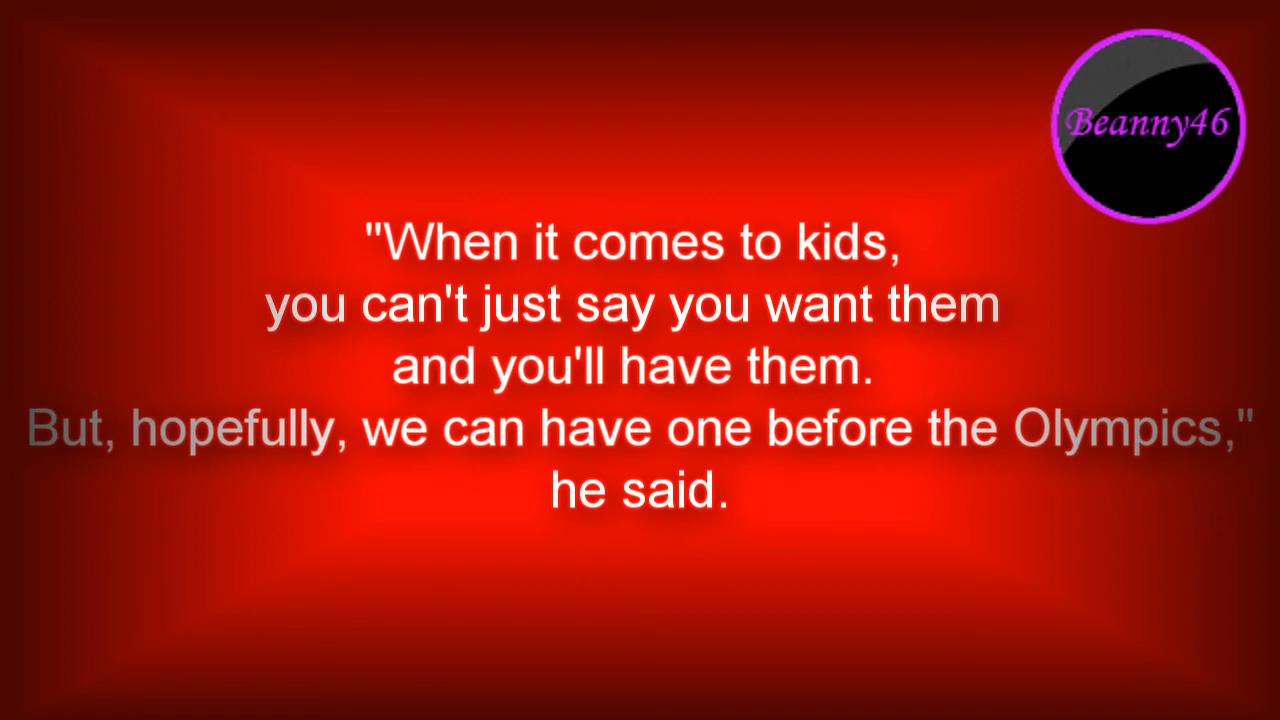 Beanny46
"When it comes to kids,
you can't just say you want them
and you'll have them.
But, hopefully, we can have one before the Olympics,"
he said.